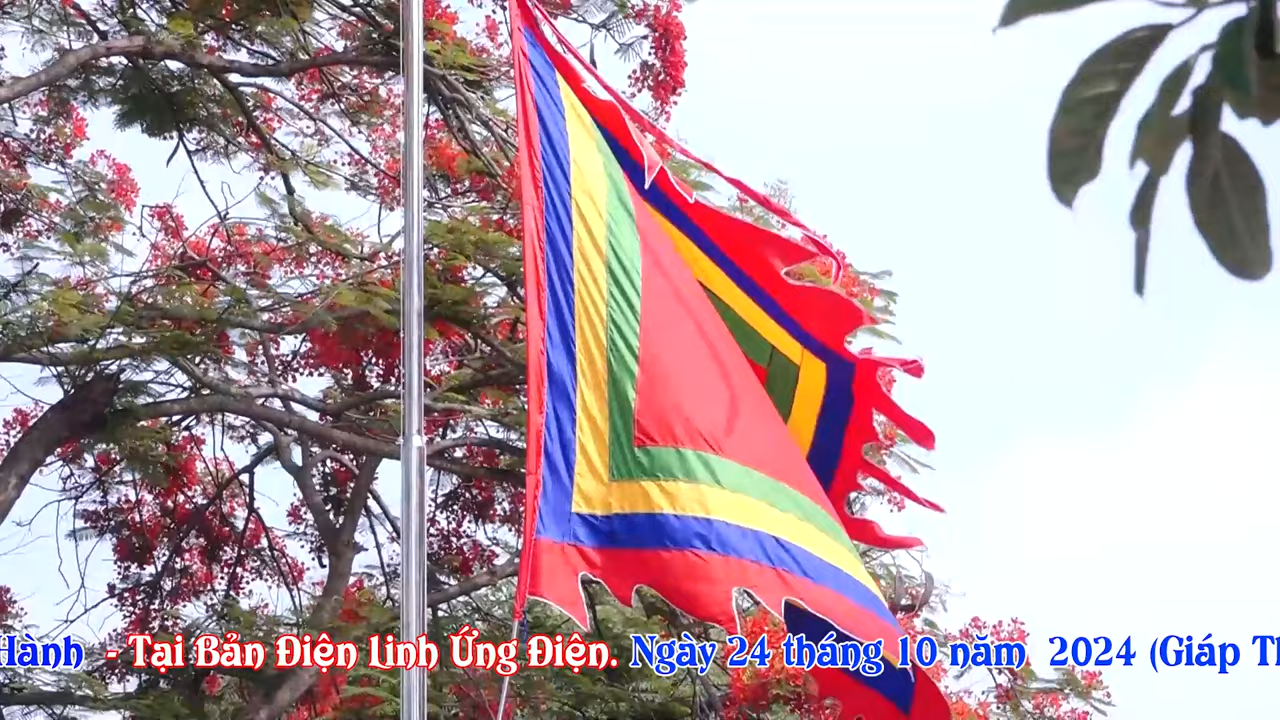 Hành - Tại Bản Điện Linh Ứng Điện. Ngày 24 tháng 10 năm 2024 (Giáp